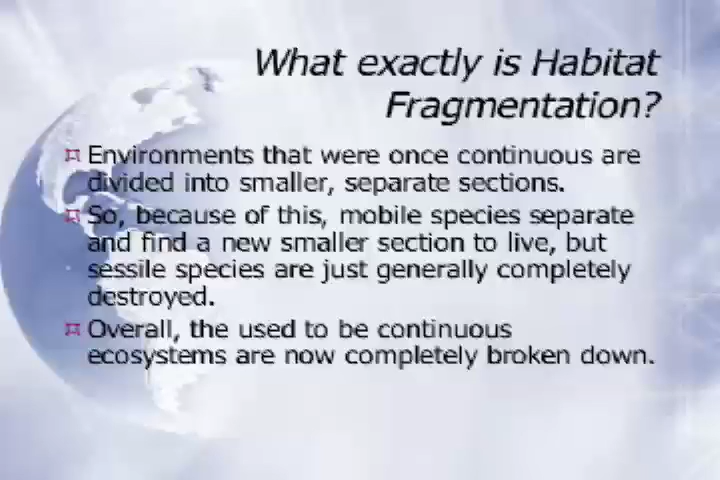 What exactly is Habitat
Fragmentation?
Environments that were once continuous are
divided into smaller, separate sections.
So, because of this, mobile species separate
and find a new smaller section to live, but
sessile species are just generally completely
destroyed.
Overall, the used to be continuous
ecosystems are now completely broken down.